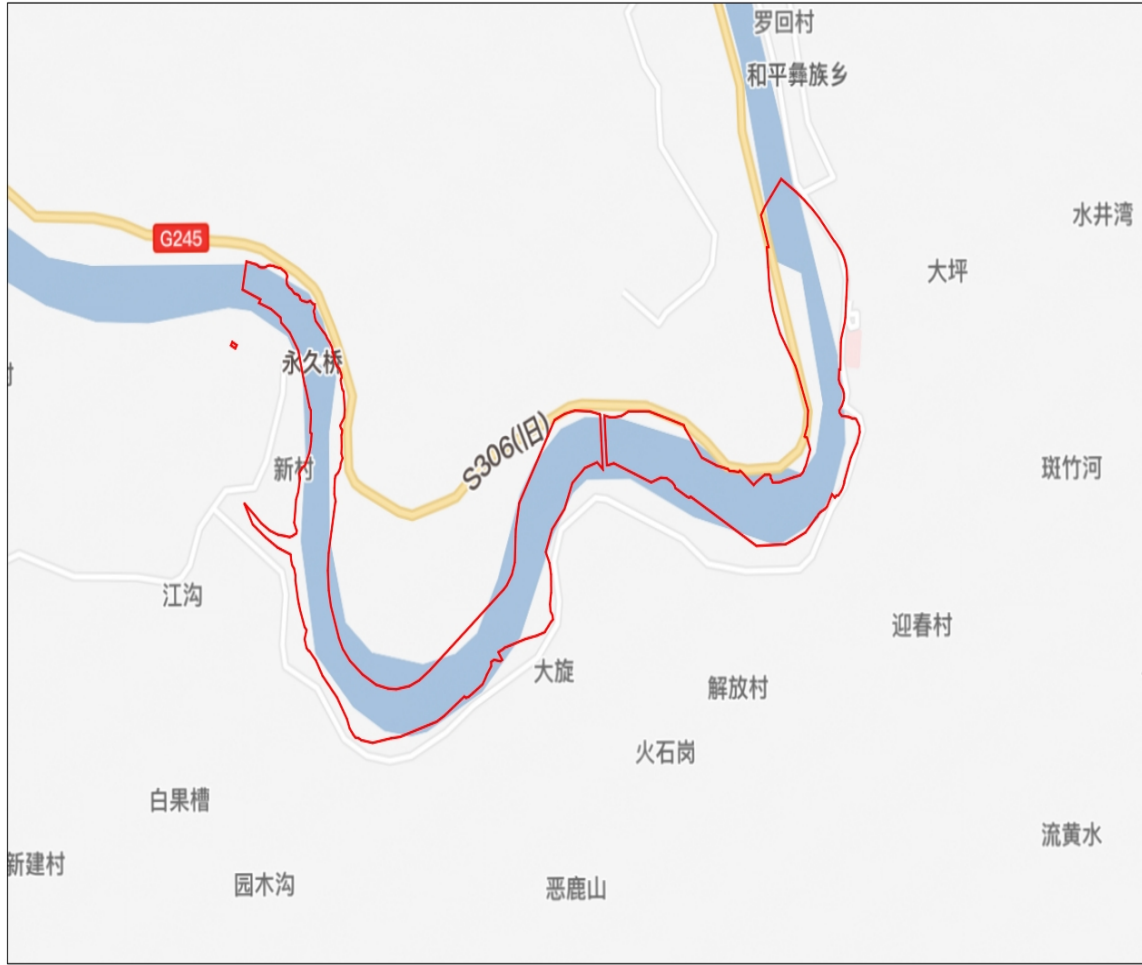 罗回村
和平彝族乡
水井湾
G245
大坪
永久桥
村
S306(旧)
新村
斑竹河
江沟
迎春村
大旋
解放村
火石岗
白果槽
流黄水
新建村
园木沟
恶鹿山